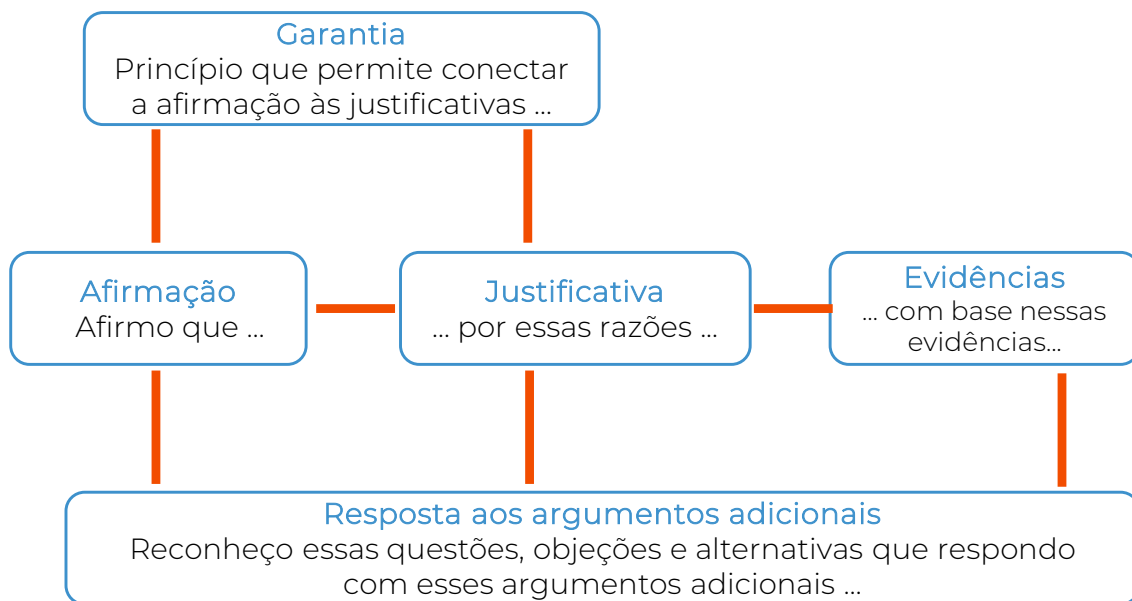 Garantia
Princípio que permite conectar
a afirmação às justificativas ...
Afirmação
Afirmo que ...
Justificativa
... por essas razões ...
Evidências
... com base nessas
evidências...
Resposta aos argumentos adicionais
Reconheço essas questões, objeções e alternativas que respondo
com esses argumentos adicionais ...